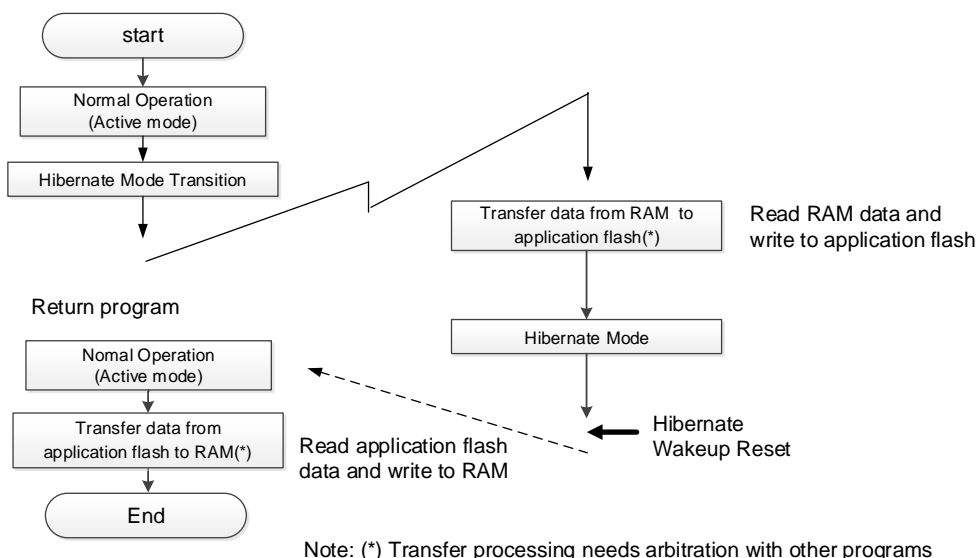 start
Normal Operation
(Active mode)
Hibernate Mode Transition
Transfer data from RAM to
application flash(*)
Read RAM data and
write to application flash
Hibernate Mode
Hibernate
Wakeup Reset
Return program
Nomal Operation
(Active mode)
Transfer data from
application flash to RAM(*)
Read application flash
data and write to RAM
End
Note: (*) Transfer processing needs arbitration with other programs